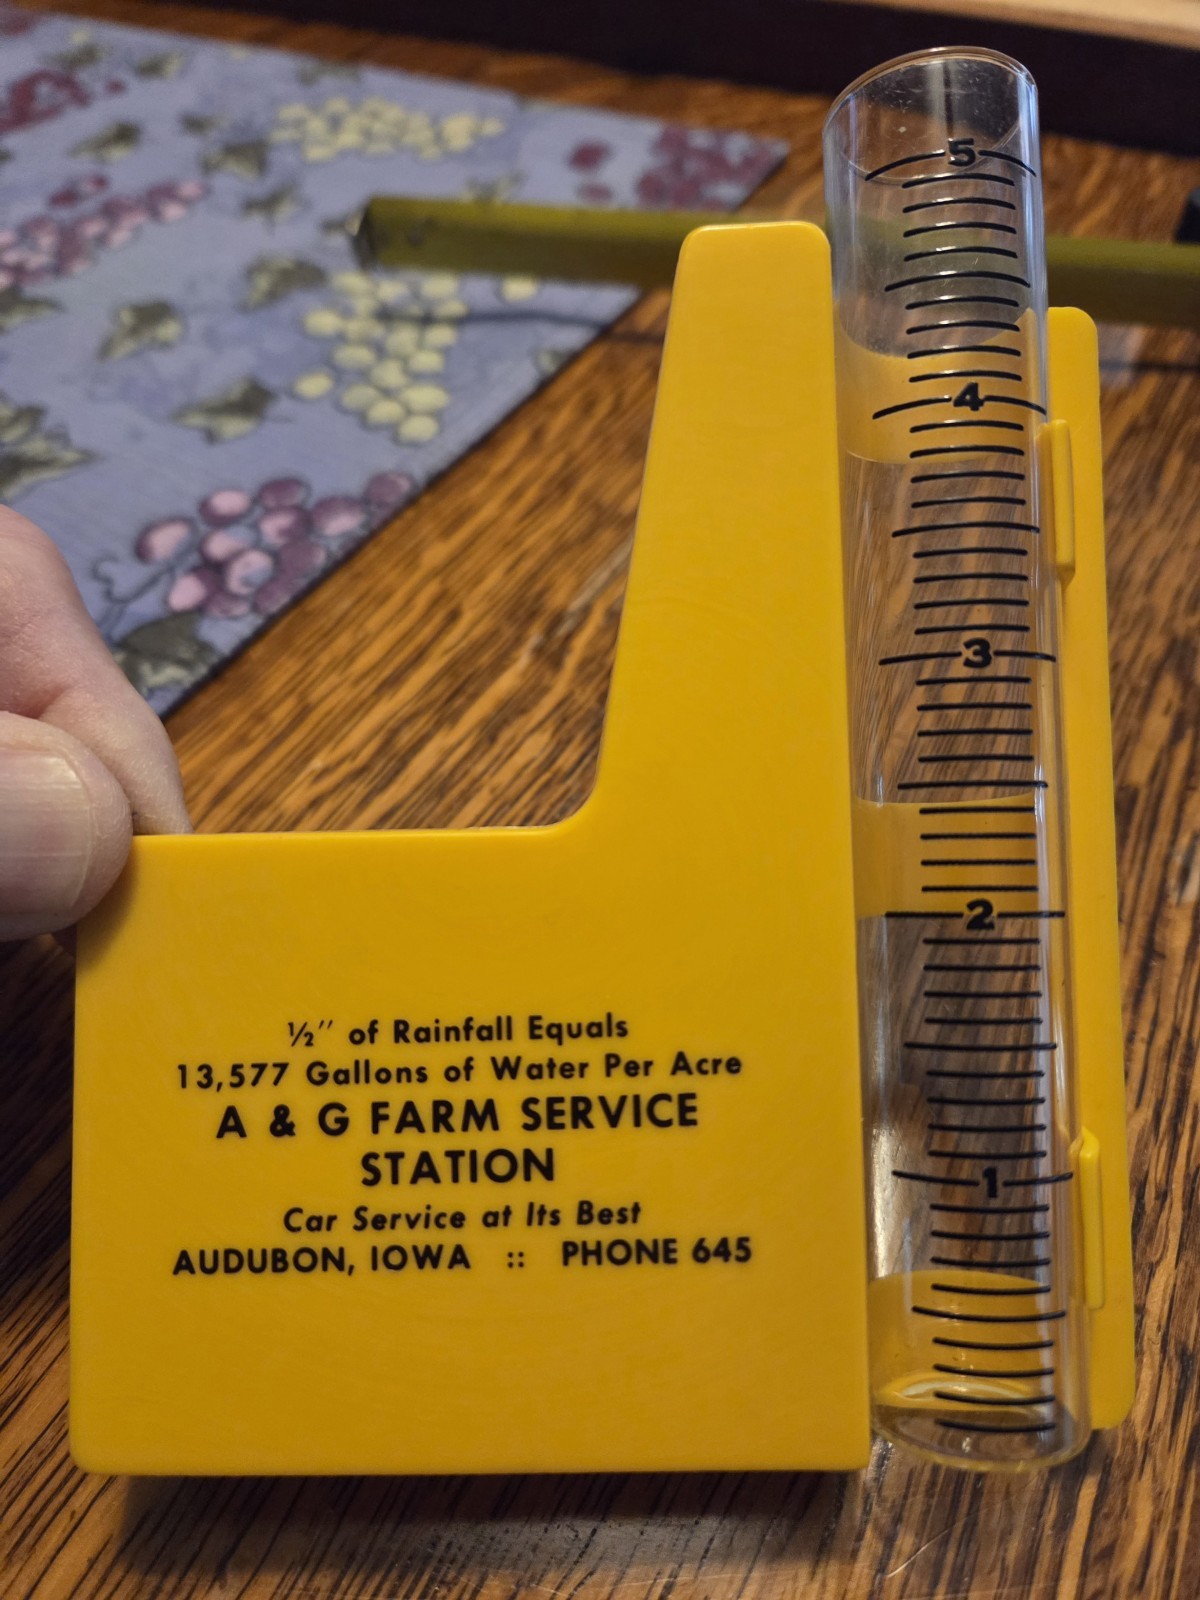 ½" of Rainfall Equals
13,577 Gallons of Water Per Acre
A & G FARM SERVICE
STATION
Car Service at Its Best
AUDUBON, IOWA :: PHONE 645
5
4
3
2
1